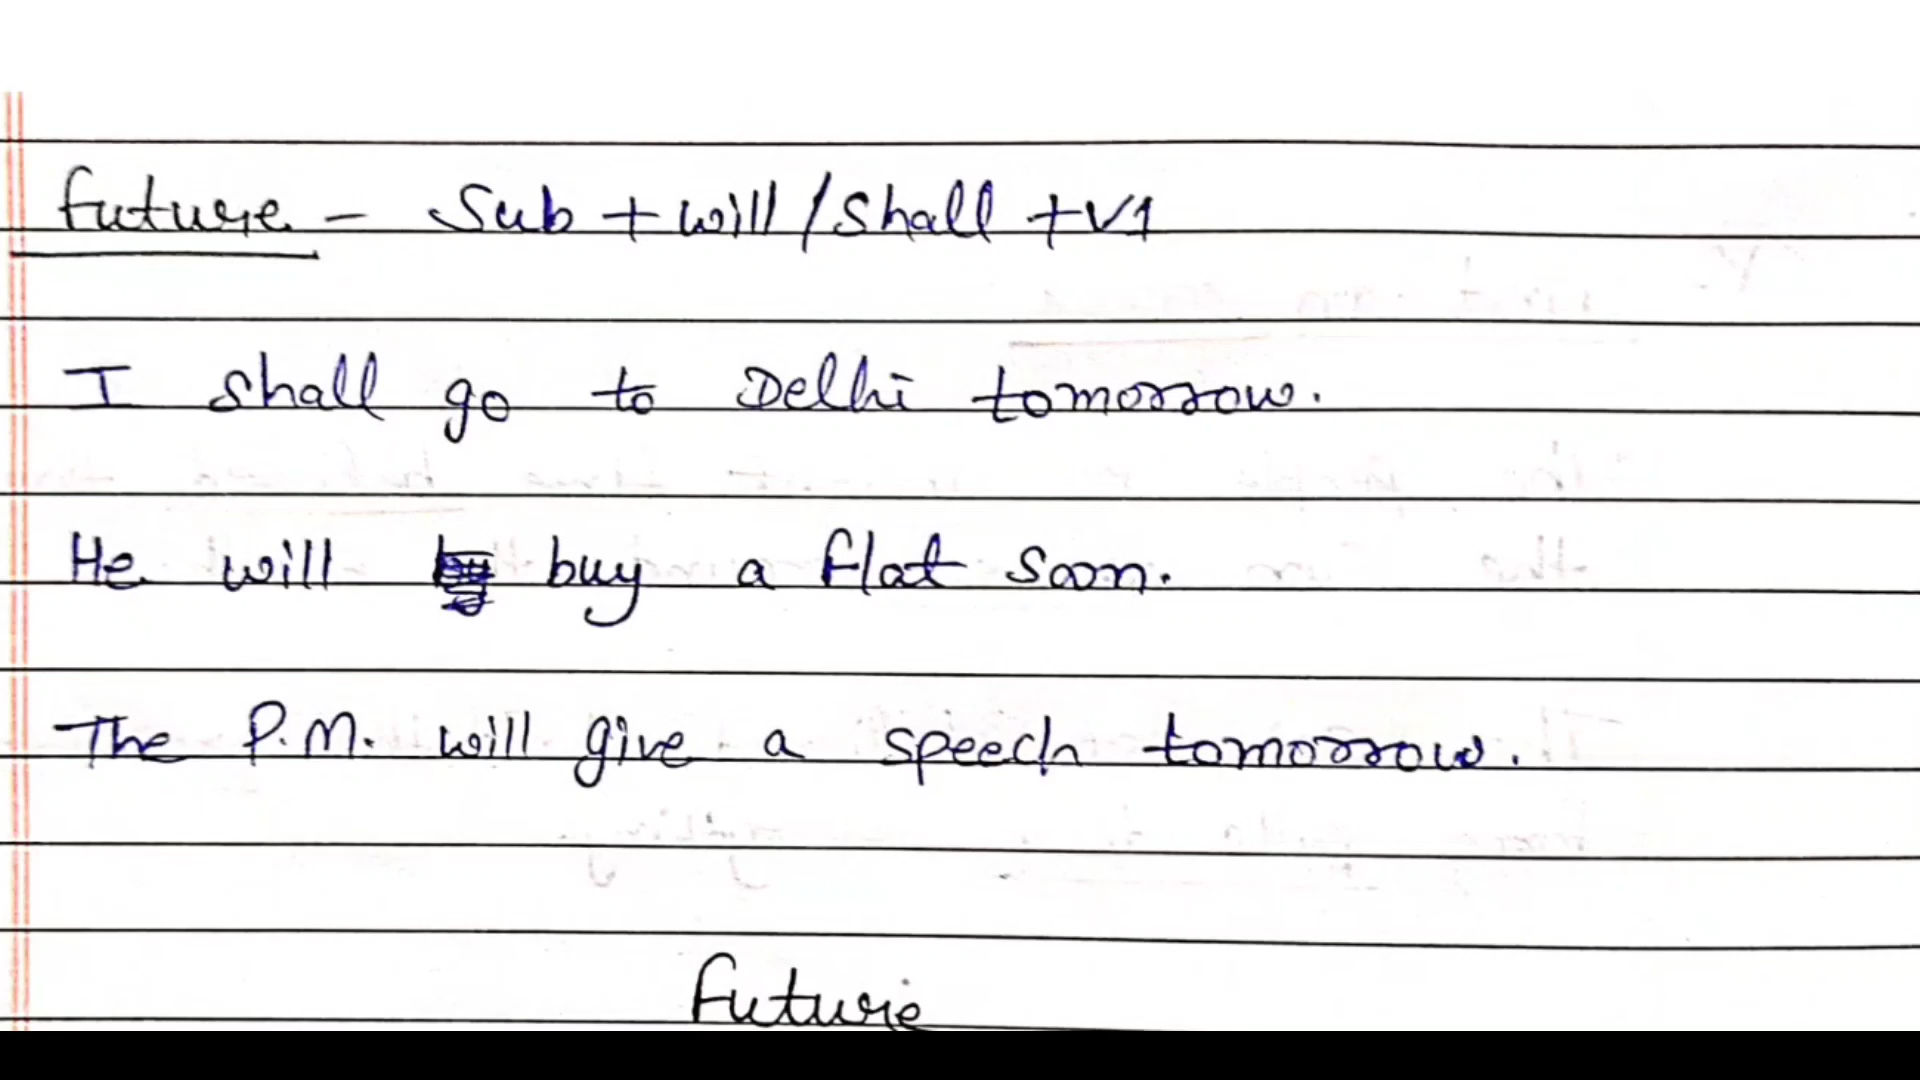 Future - Sub + will / Shall + V1
I shall go to Delhi tomorrow.
He will buy a flat soon.
The P.M. will give a speech tomorrow.
Future